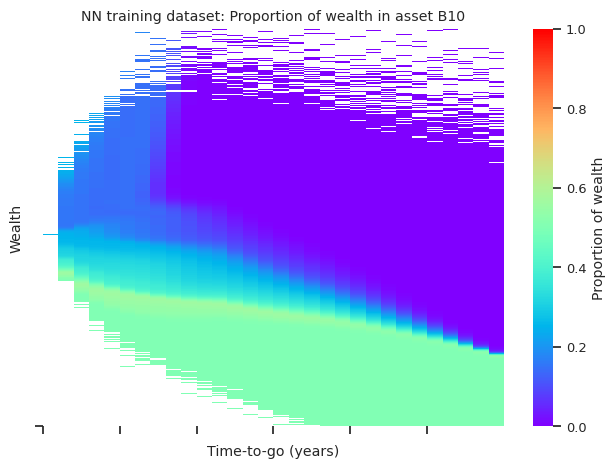 NN training dataset: Proportion of wealth in asset B10
Wealth
Time-to-go (years)
1.0
0.8
0.6
0.4
0.2
0.0
Proportion of wealth